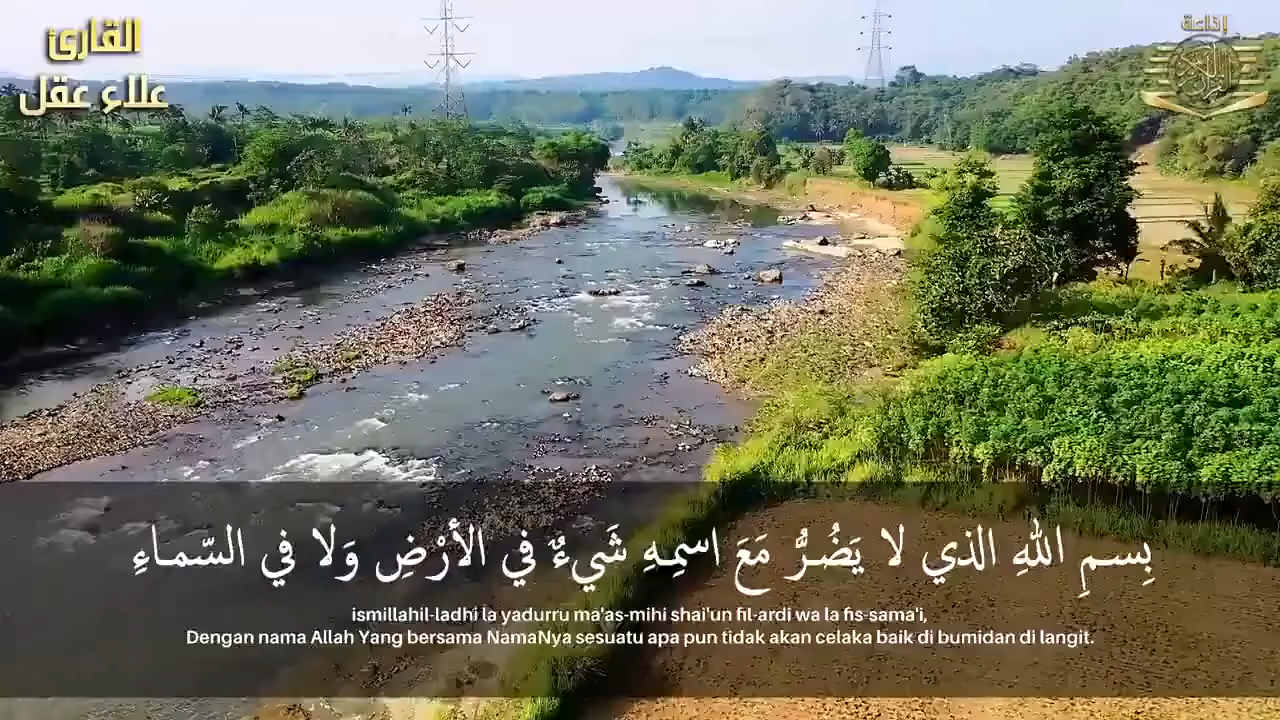 القارئ
علاء عقل
إذاعة
بِسمِ اللهِ الذي لا يَضُرُّ مَعَ اسمِهِ شَيءٌ في الأرْضِ وَلا في السّماءِ
ismillahil-ladhi la yadurru ma'as-mihi shai'un fil-ardi wa la fis-sama'i,
Dengan nama Allah Yang bersama NamaNya sesuatu apa pun tidak akan celaka baik di bumidan di langit.